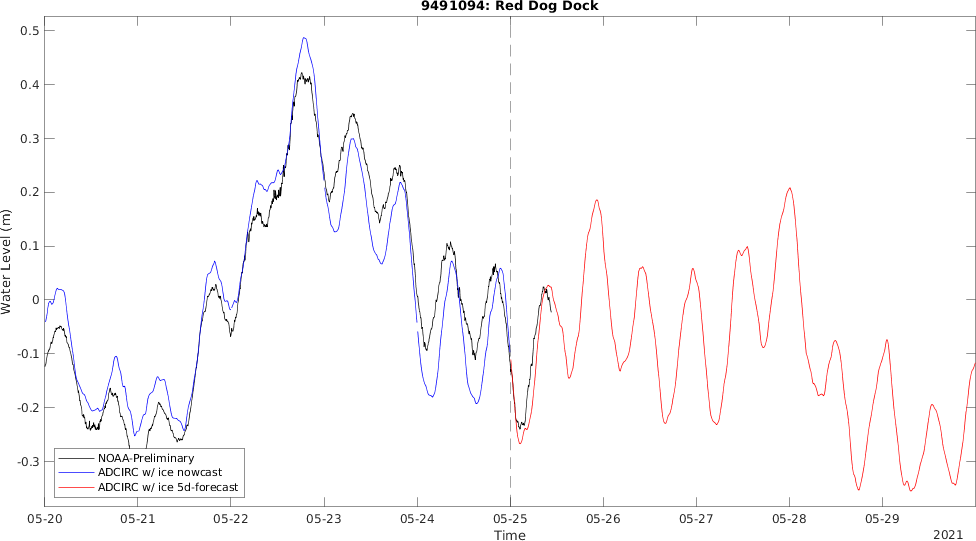 9491094: Red Dog Dock
0.5
0.4
0.3
0.2
0.1
0
-0.1
-0.2
-0.3
Water Level (m)
NOAA-Preliminary
ADCIRC w/ ice nowcast
ADCIRC w/ ice 5d-forecast
05-20 05-21 05-22 05-23 05-24 05-25 05-26 05-27 05-28 05-29
Time
2021